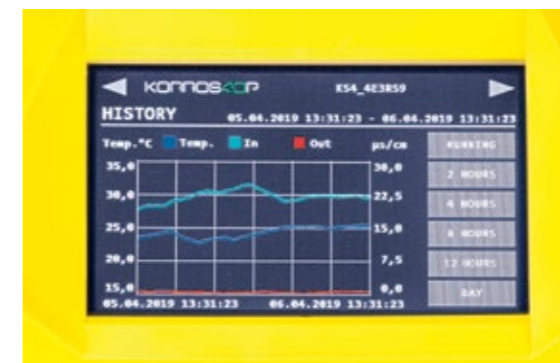 KONNOS4OP KS4_4E3RS9
HISTORY 05.04.2019 13:31:23 - 06.04.2019 13:31:23
Temp.°C Temp. In Out µs/cm RUNNING
35,0 30,0 2 HOURS
30,0 22,5 4 HOURS
25,0 15,0 8 HOURS
20,0 7,5 12 HOURS
15,0 0,0 DAY
05.04.2019 13:31:23 06.04.2019 13:31:23